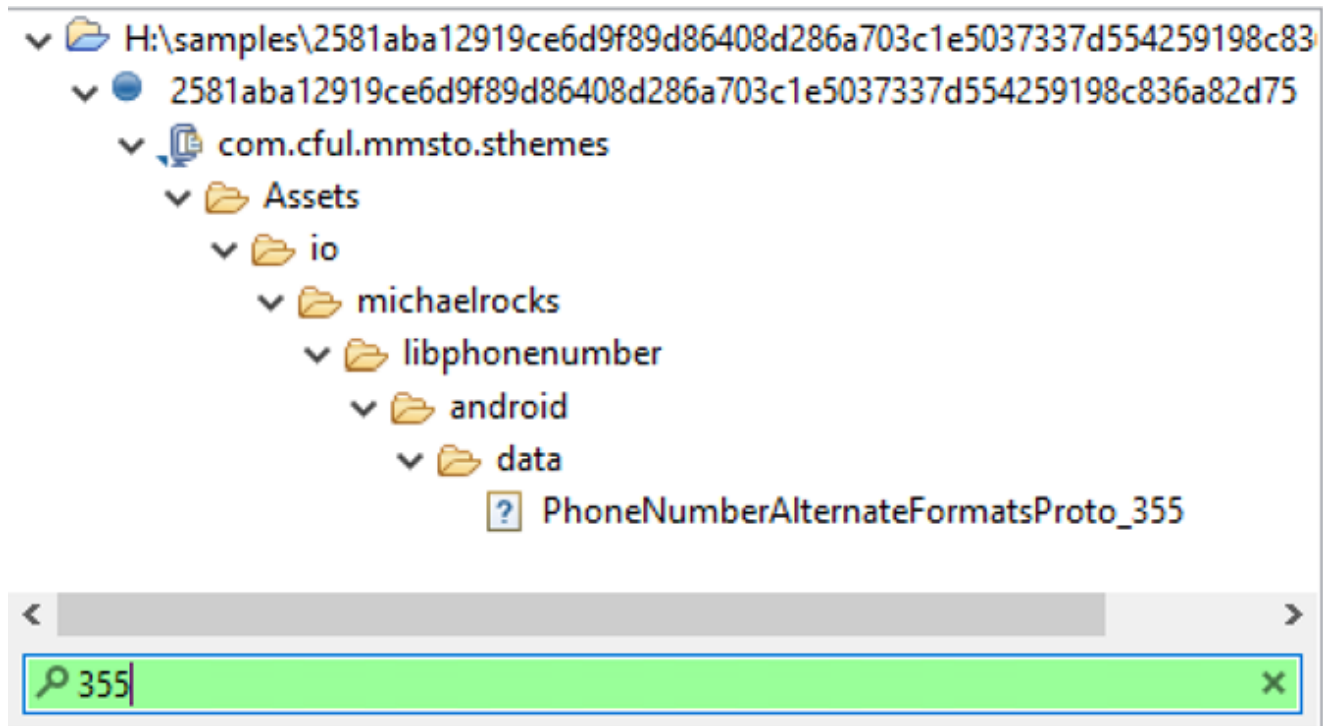 H:\samples\2581aba12919ce6d9f89d86408d286a703c1e5037337d554259198c83
2581aba12919ce6d9f89d86408d286a703c1e5037337d554259198c836a82d75
com.cful.mmsto.sthemes
Assets
io
michaelrocks
libphonenumber
android
data
PhoneNumberAlternateFormatsProto_355
355